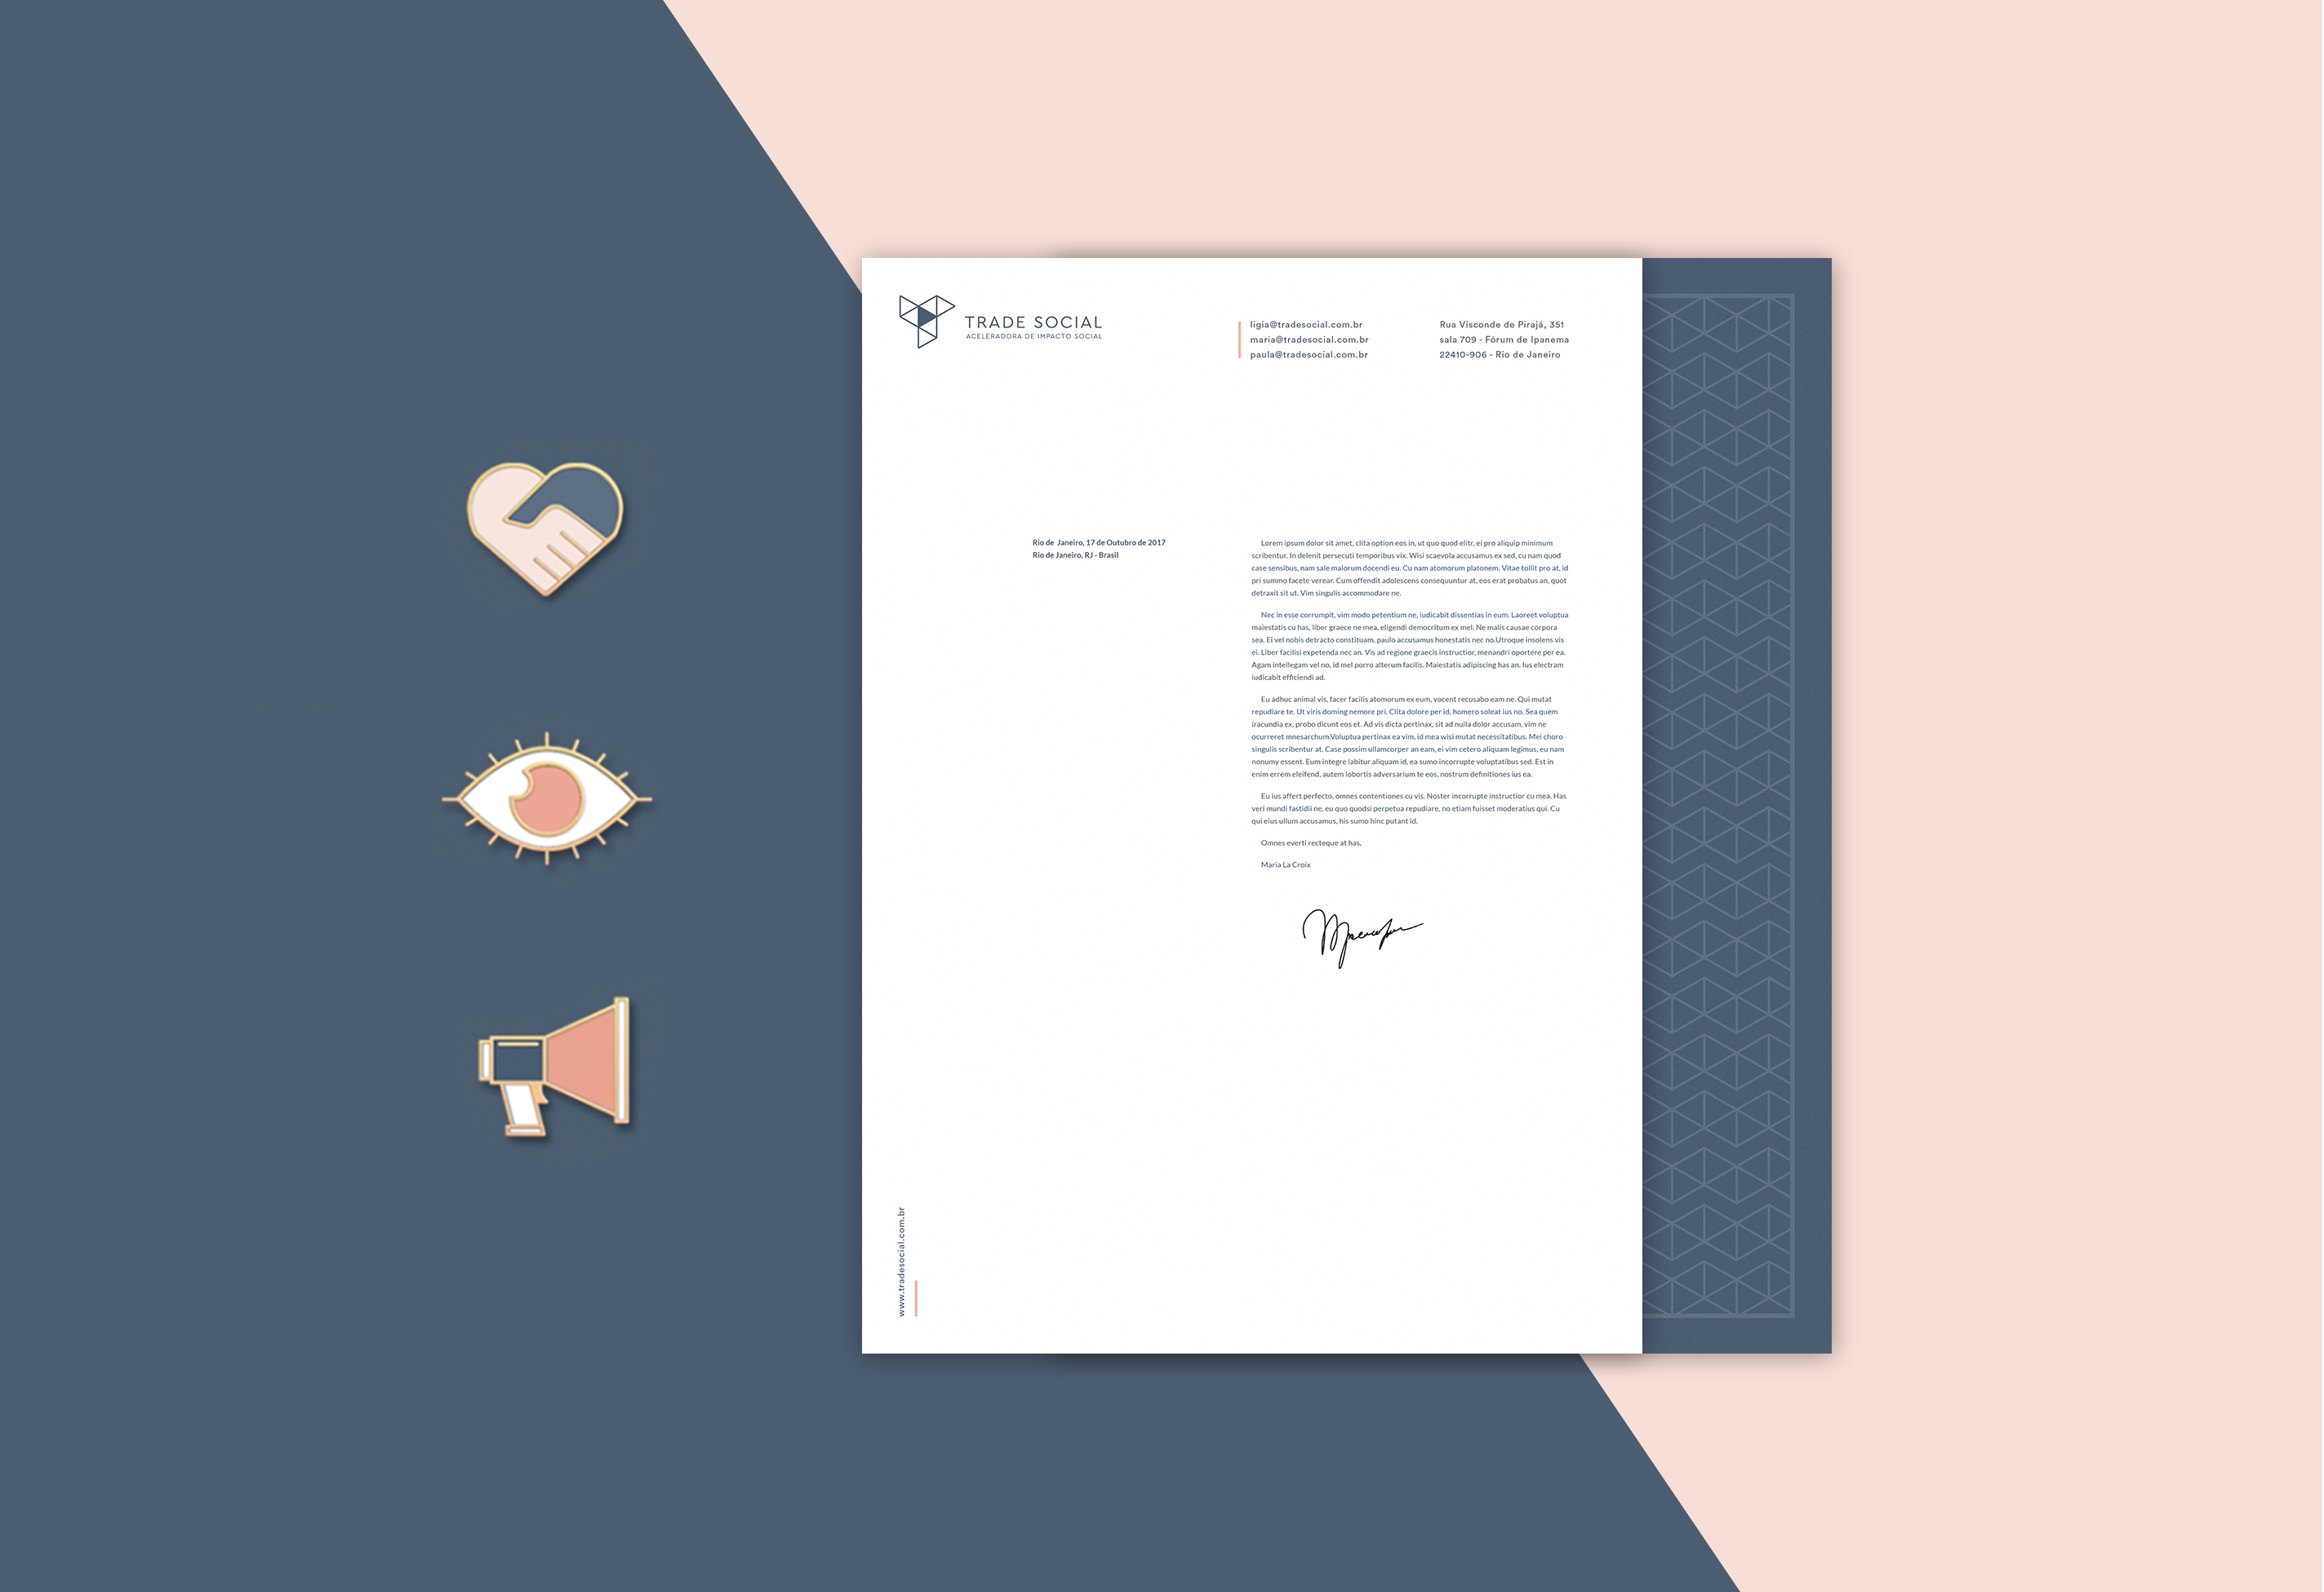 TRADE SOCIAL
ACELERADORA DE IMPACTO SOCIAL
ligia@tradesocial.com.br
maria@tradesocial.com.br
paula@tradesocial.com.br
Rua Visconde de Pirajá, 351
sala 709 - Fórum de Ipanema
22410-906 - Rio de Janeiro
Rio de Janeiro, 17 de Outubro de 2017
Rio de Janeiro, RJ - Brasil
Lorem ipsum dolor sit amet, clita option eos in, ut quo quod elitr, ei pro aliquip minimum
scribentur. In delenit persecuti temporibus vix. Wisi scaevola accusamus ex sed, cu nam quod
case sensibus, nam sale malorum docendi eu. Cu nam atomorum platonem. Vitae tollit pro at, id
pri summo facete verear. Cum offendit adolescens consequuntur at, eos erat probatus an, quot
detraxit sit ut. Vim singulis accommodare ne.
Nec in esse corrumpit, vim modo petentium ne, iudicabit dissentias in eum. Laoreet voluptua
maiestatis cu has, liber graece ne mea, eligendi democritum ex mel. Ne malis causae corpora
sea. Ei vel nobis detracto constituam, paulo accusamus honestatis nec no.Utroque insolens vis
ei. Liber facilisi expetenda nec an. Vis ad regione graecis instructior, menandri oportere per ea.
Agam intellegam vel no, id mel porro alterum facilis. Maiestatis adipiscing has an. Ius electram
iudicabit efficiendi ad.
Eu adhuc animal vis, facer facilis atomorum ex eum, vocent recusabo eam ne. Qui mutat
repudiare te. Ut viris doming nemore pri. Clita dolore per id, homero soleat ius no. Sea quem
iracundia ex, probo dicunt eos et. Ad vis dicta pertinax, sit ad nulla dolor accusam, vim ne
ocurreret mnesarchum.Voluptua pertinax ea vim, id mea wisi mutat necessitatibus. Mei choro
singulis scribentur at. Case possim ullamcorper an eam, ei vim cetero aliquam legimus, eu nam
nonumy essent. Eum integre labitur aliquam id, ea sumo incorrupte voluptatibus sed. Est in
enim errem eleifend, autem lobortis adversarium te eos, nostrum definitiones ius ea.
Eu ius affert perfecto, omnes contentiones cu vis. Noster incorrupte instructior cu mea. Has
veri mundi fastidii ne, eu quo quodsi perpetua repudiare, no etiam fuisset moderatius qui. Cu
qui eius ullum accusamus, his sumo hinc putant id.
Omnes everti recteque at has,
Maria La Croix
www.tradesocial.com.br